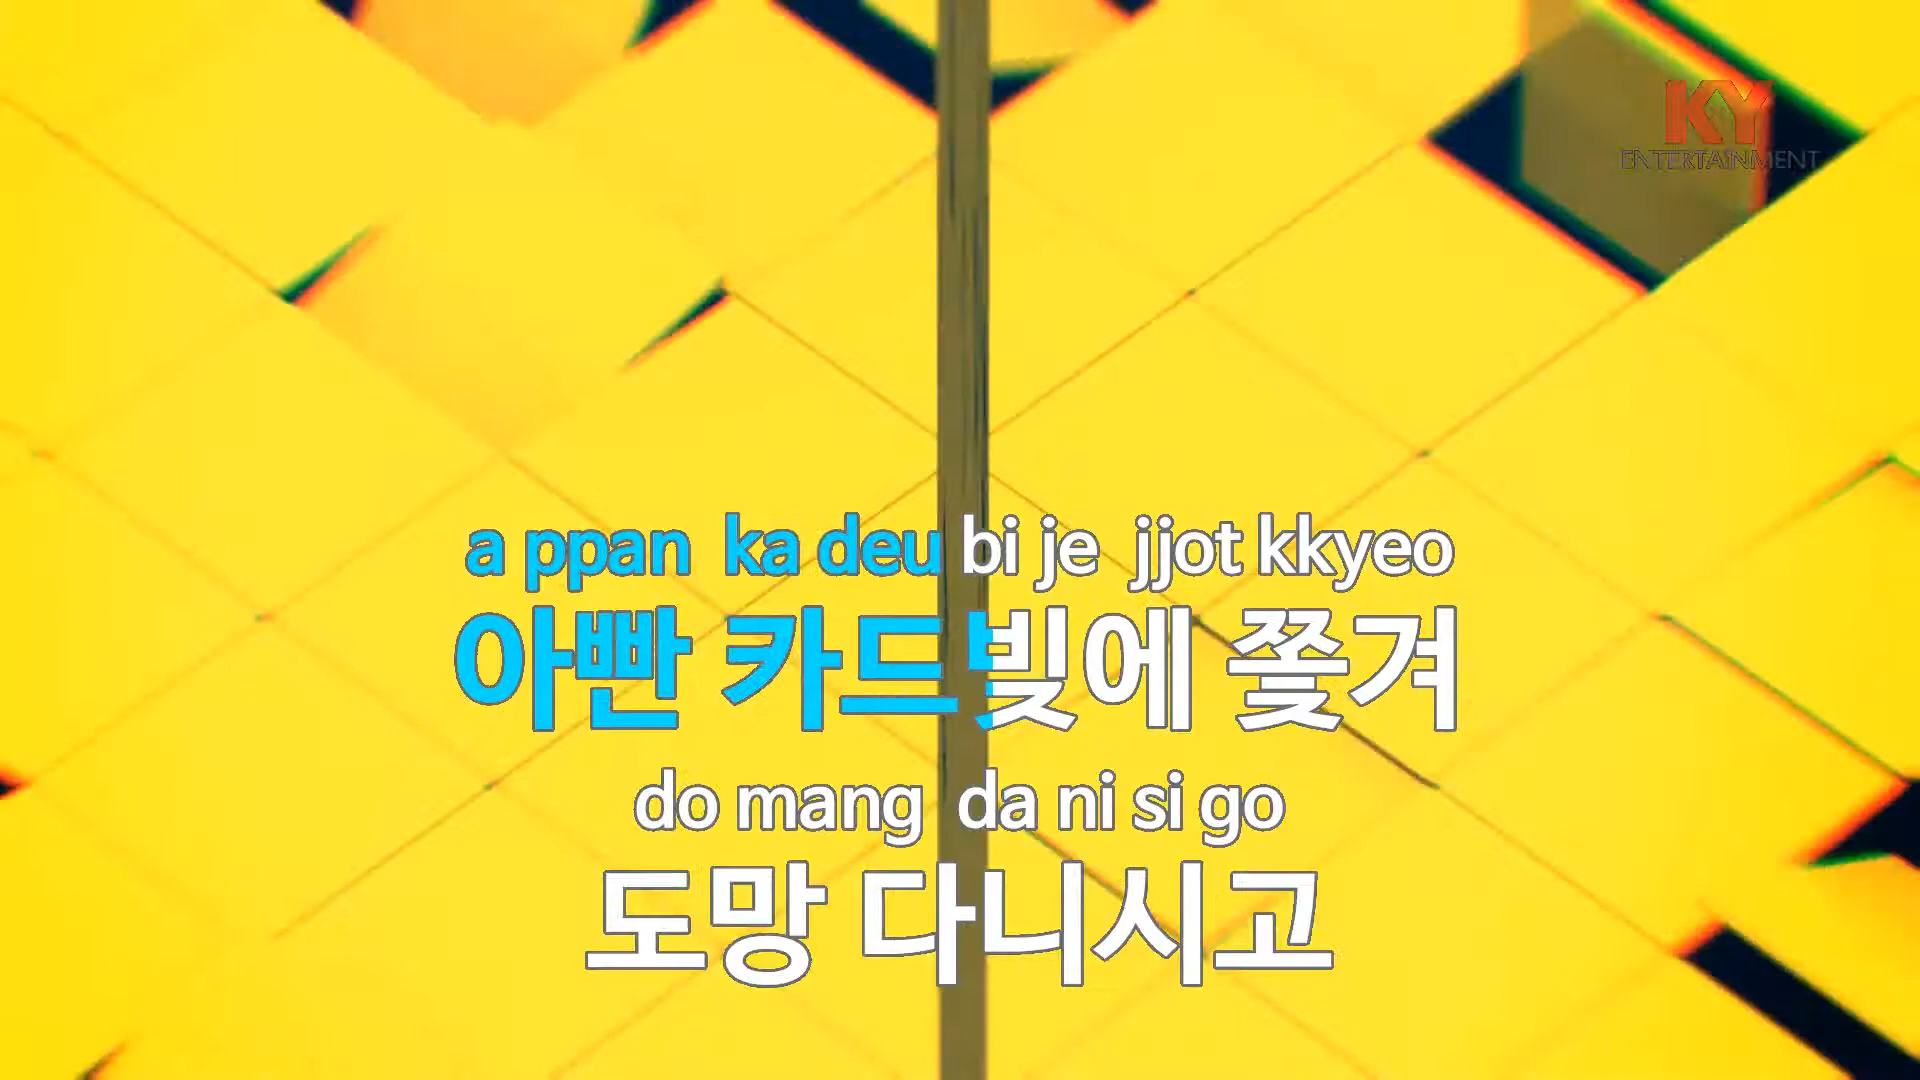 KY
ENTERTAINMENT
a ppan ka deu bi je jjot kkyeo
아빤 카드빚에 쫓겨
do mang da ni si go
도망 다니시고